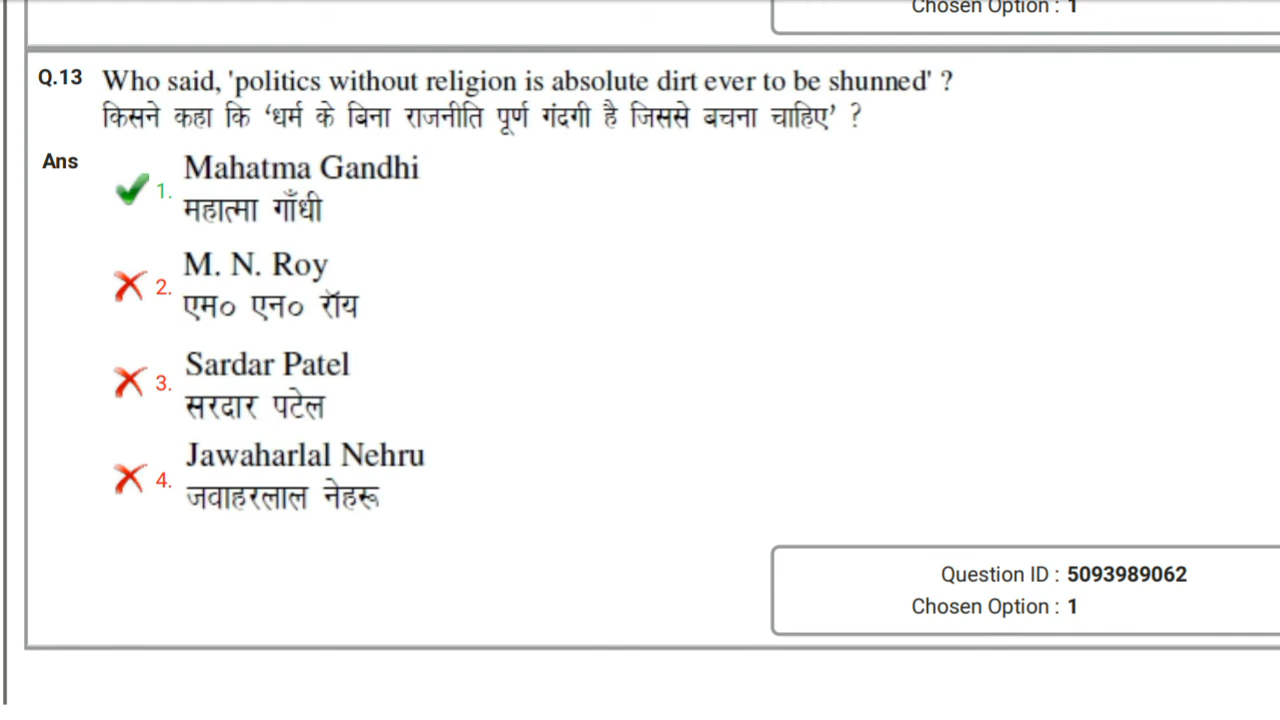 Chosen Option : 1
Q.13 Who said, 'politics without religion is absolute dirt ever to be shunned' ?
किसने कहा कि ‘धर्म के बिना राजनीति पूर्ण गंदगी है जिससे बचना चाहिए’ ?
Ans
Mahatma Gandhi
1.
महात्मा गाँधी
M. N. Roy
2.
एम० एन० रॉय
Sardar Patel
3.
सरदार पटेल
Jawaharlal Nehru
4.
जवाहरलाल नेहरू
Question ID : 5093989062
Chosen Option : 1